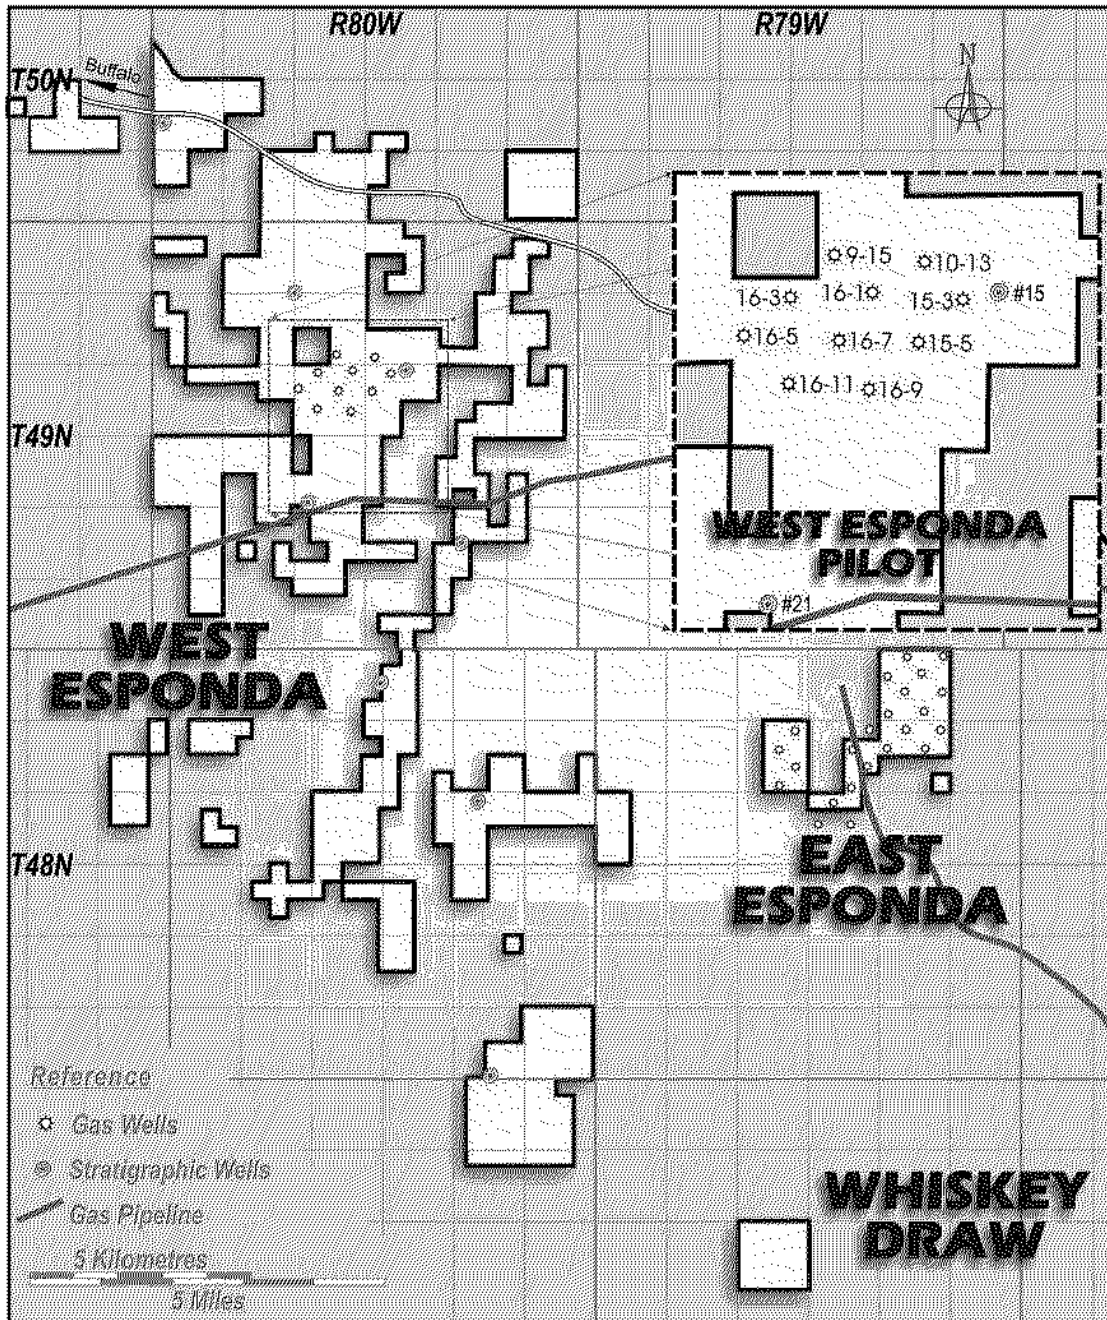 R80W
R79W
T50N
Buffalo
N
9-15
10-13
16-3
16-1
15-3
#15
16-5
16-7
15-5
16-11
16-9
T49N
WEST ESPONDA
PILOT
#21
WEST
ESPONDA
T48N
EAST
ESPONDA
Reference
Gas Wells
Stratigraphic Wells
Gas Pipeline
5 Kilometres
5 Miles
WHISKEY
DRAW